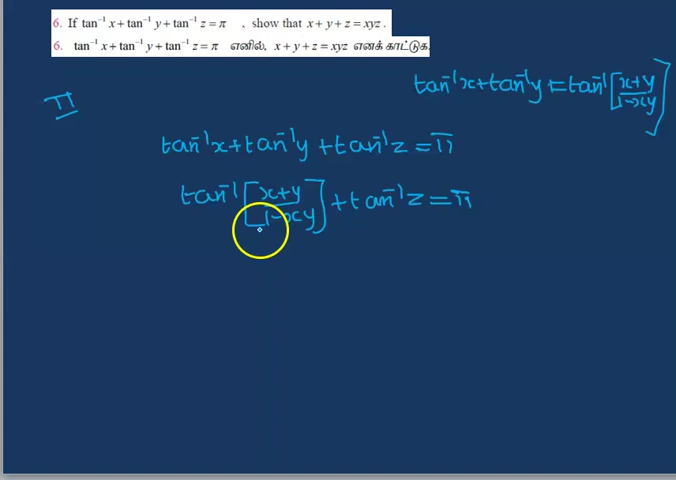 6. If tan⁻¹ x + tan⁻¹ y + tan⁻¹ z = π , show that x + y + z = xyz .
6. tan⁻¹ x + tan⁻¹ y + tan⁻¹ z = π எனில், x + y + z = xyz எனக் காட்டுக.
tan⁻¹x + tan⁻¹y = tan⁻¹[x+y/1-xy]
II
tan⁻¹x + tan⁻¹y + tan⁻¹z = π
tan⁻¹[x+y/1-xy] + tan⁻¹z = π